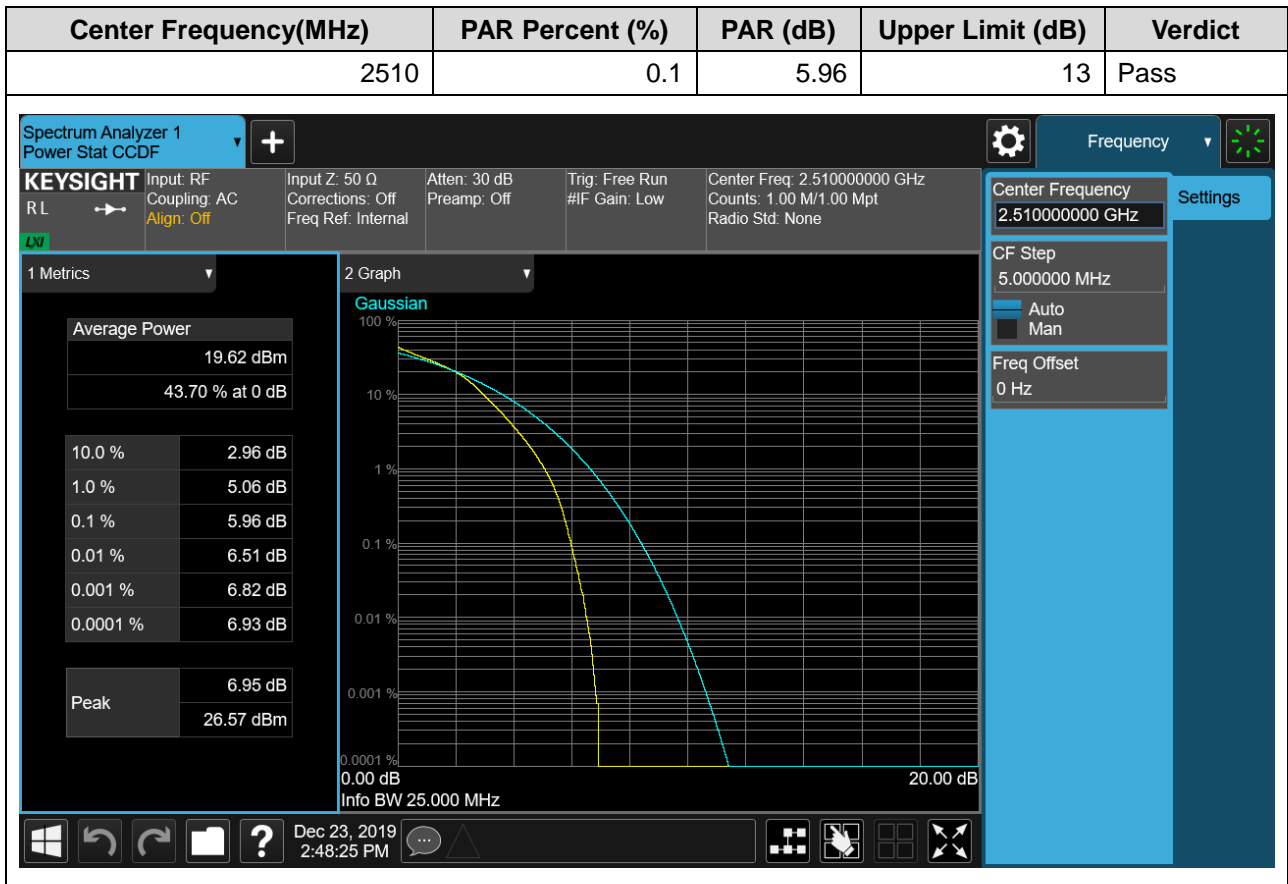 Center Frequency(MHz) PAR Percent (%) PAR (dB) Upper Limit (dB) Verdict
2510 0.1 5.96 13 Pass
Spectrum Analyzer 1
Power Stat CCDF
+
Frequency
KEYSIGHT
RL
LXI
Input: RF
Coupling: AC
Align: Off
Input Z: 50 Ω
Corrections: Off
Freq Ref: Internal
Atten: 30 dB
Preamp: Off
Trig: Free Run
#IF Gain: Low
Center Freq: 2.510000000 GHz
Counts: 1.00 M/1.00 Mpt
Radio Std: None
Center Frequency
2.510000000 GHz
Settings
CF Step
5.000000 MHz
Auto
Man
Freq Offset
0 Hz
1 Metrics
Average Power
19.62 dBm
43.70 % at 0 dB
10.0 % 2.96 dB
1.0 % 5.06 dB
0.1 % 5.96 dB
0.01 % 6.51 dB
0.001 % 6.82 dB
0.0001 % 6.93 dB
Peak
6.95 dB
26.57 dBm
2 Graph
Gaussian
100 %
10 %
1 %
0.1 %
0.01 %
0.001 %
0.0001 %
0.00 dB 20.00 dB
Info BW 25.000 MHz
?
Dec 23, 2019
2:48:25 PM